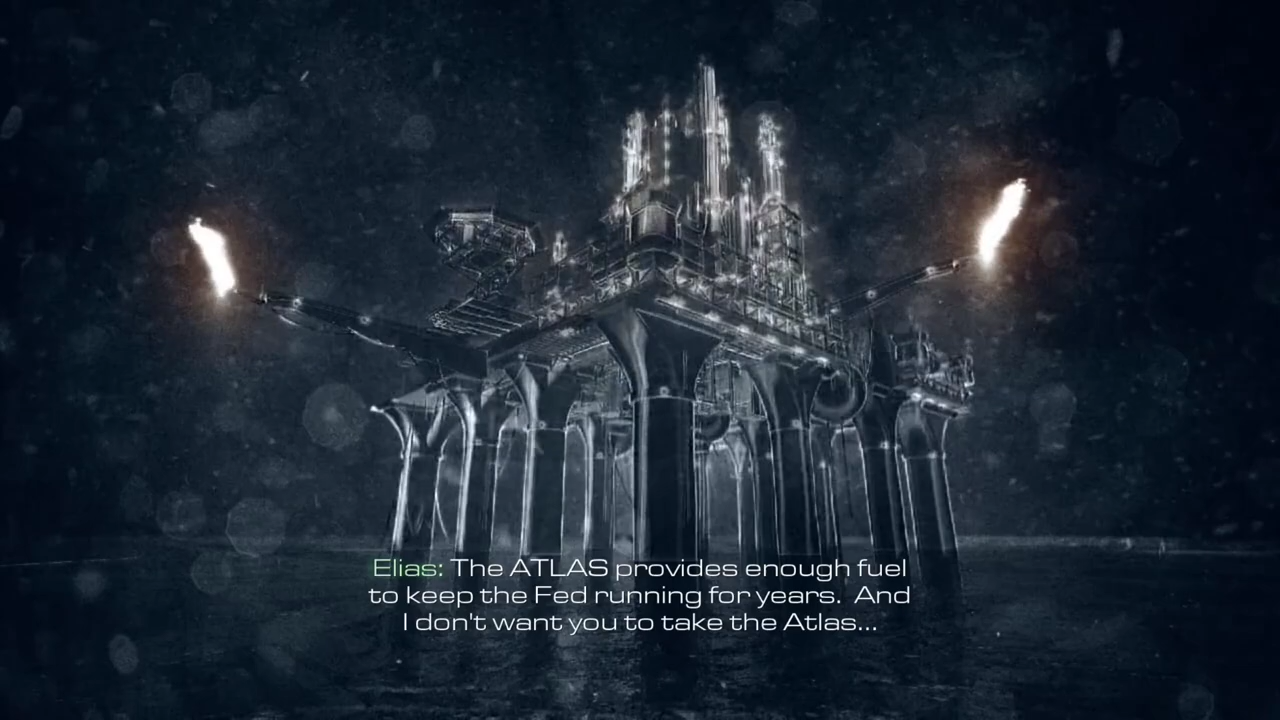 Elias: The ATLAS provides enough fuel
to keep the Fed running for years.  And
I don't want you to take the Atlas...